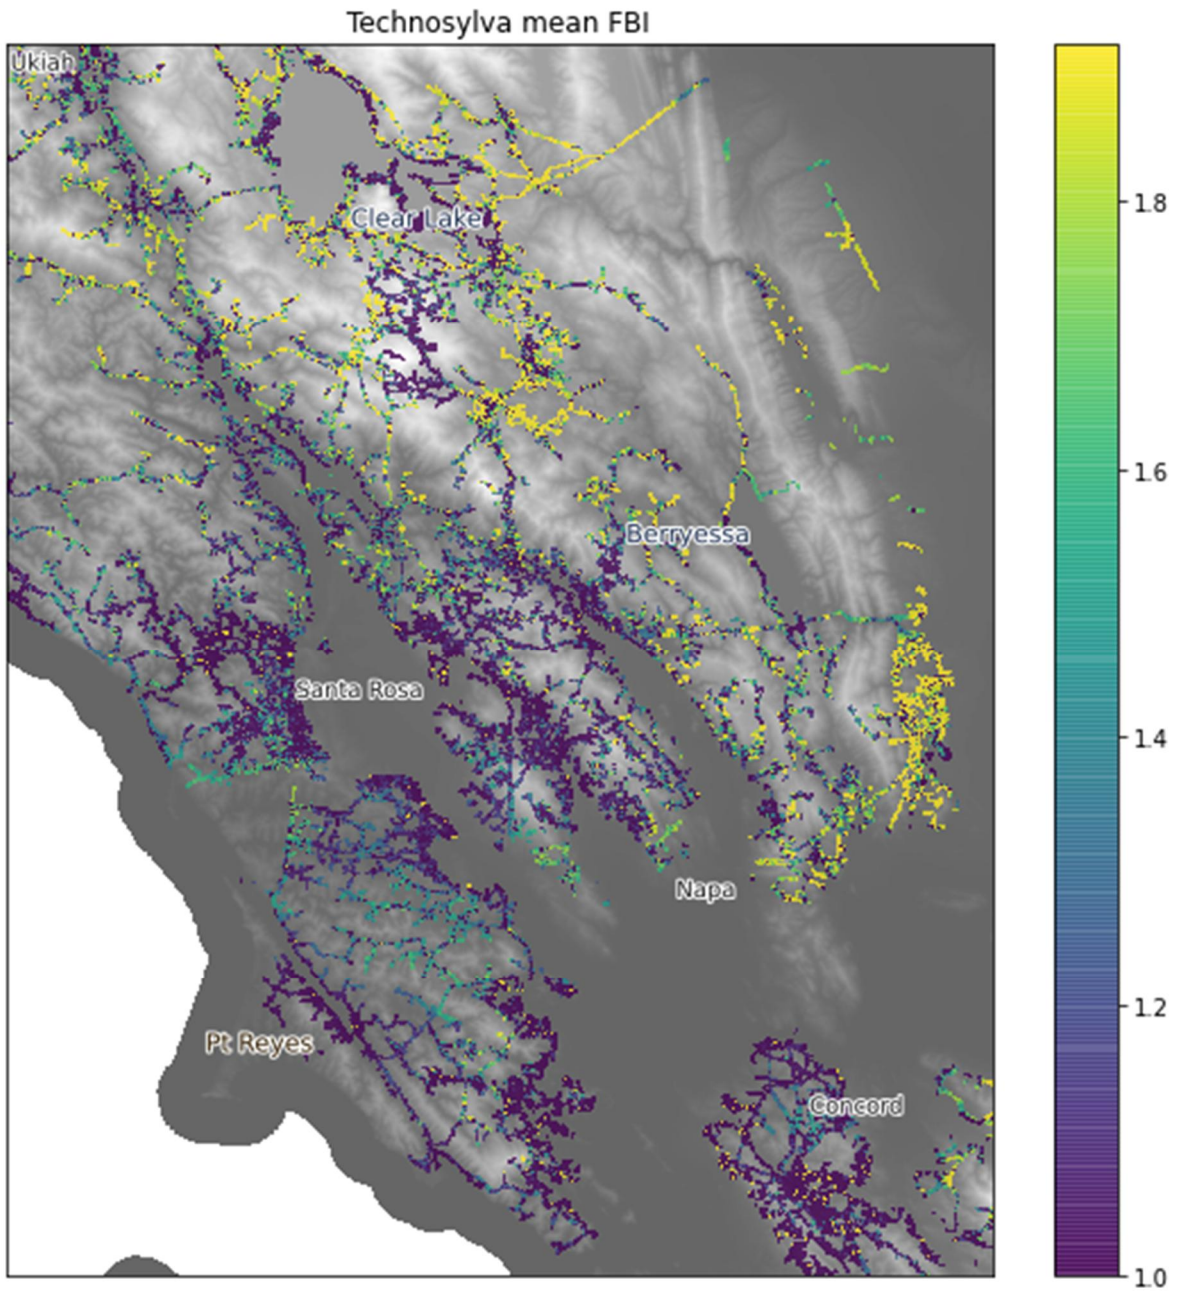 Technosylva mean FBI
Ukiah
Clear Lake
Berryessa
Santa Rosa
Napa
Pt Reyes
Concord
1.8
1.6
1.4
1.2
1.0